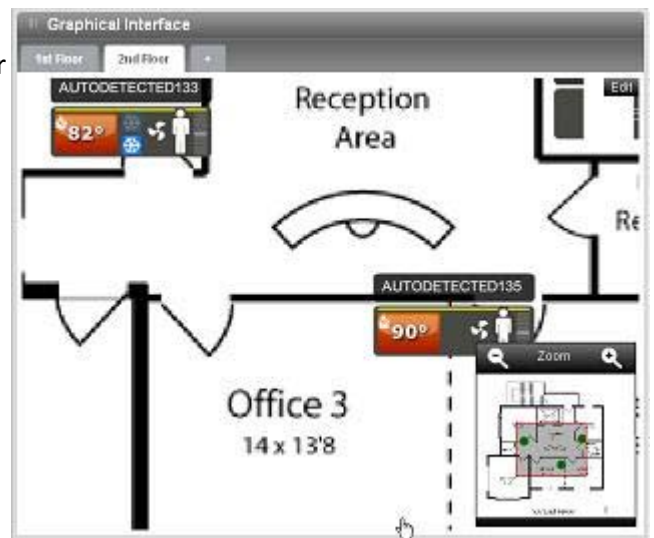 r
Graphical Interface
1st Floor
2nd Floor
+
AUTODETECTED133
82°
Reception
Area
Edit
Re
AUTODETECTED135
90°
Zoom
Office 3
14 x 13'8